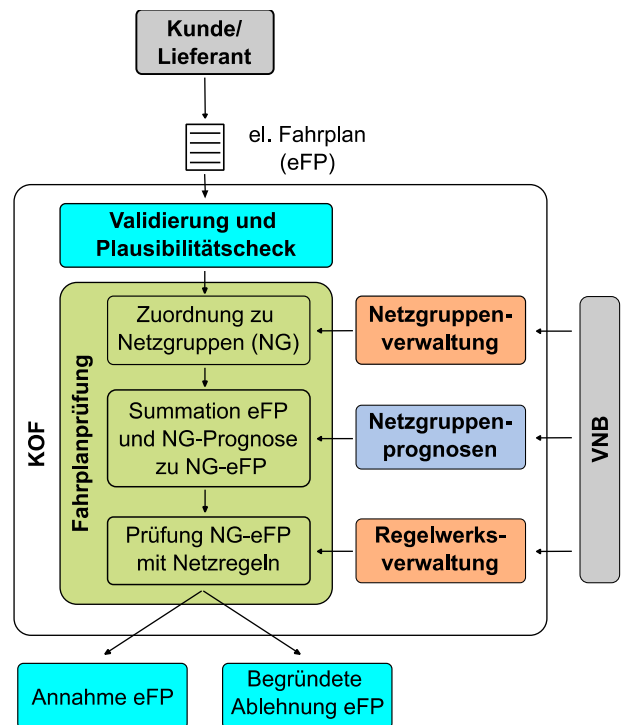 Kunde/
Lieferant
el. Fahrplan
(eFP)
Validierung und
Plausibilitätscheck
KOF
Fahrplanprüfung
Zuordnung zu
Netzgruppen (NG)
Netzgruppen-
verwaltung
Summation eFP
und NG-Prognose
zu NG-eFP
Netzgruppen-
prognosen
Prüfung NG-eFP
mit Netzregeln
Regelwerks-
verwaltung
VNB
Annahme eFP
Begründete
Ablehnung eFP